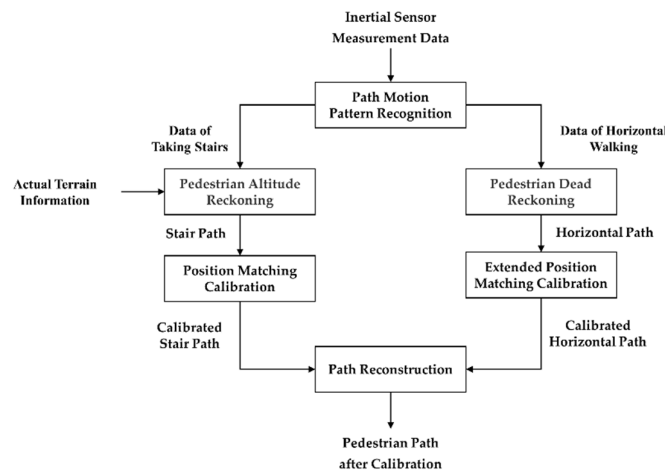 Inertial Sensor
Measurement Data
Path Motion
Pattern Recognition
Data of
Taking Stairs
Data of Horizontal
Walking
Actual Terrain
Information
Pedestrian Altitude
Reckoning
Pedestrian Dead
Reckoning
Stair Path
Horizontal Path
Position Matching
Calibration
Extended Position
Matching Calibration
Calibrated
Stair Path
Calibrated
Horizontal Path
Path Reconstruction
Pedestrian Path
after Calibration